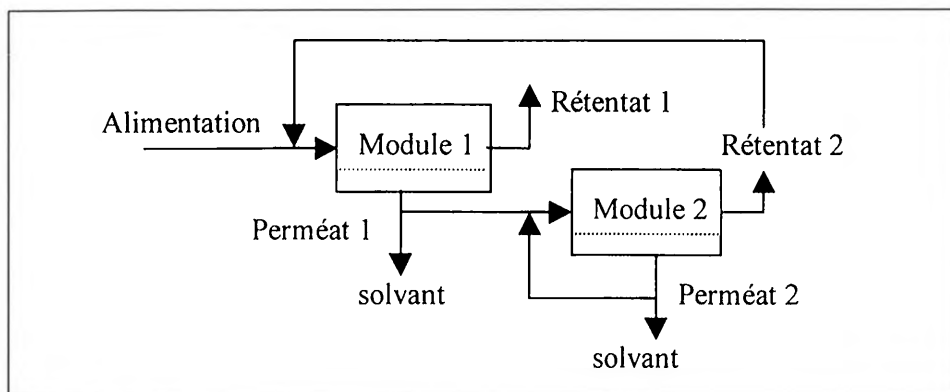 Alimentation
Module 1
Rétentat 1
Rétentat 2
Module 2
Perméat 1
solvant
Perméat 2
solvant